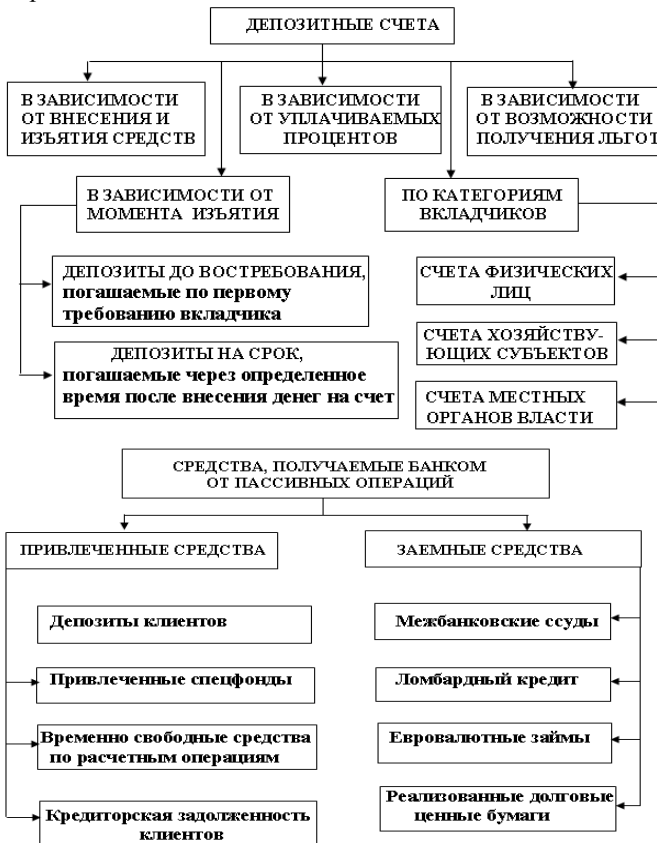 ДЕПОЗИТНЫЕ СЧЕТА
В ЗАВИСИМОСТИ
ОТ ВНЕСЕНИЯ И
ИЗЪЯТИЯ СРЕДСТВ
В ЗАВИСИМОСТИ
ОТ УПЛАЧИВАЕМЫХ
ПРОЦЕНТОВ
В ЗАВИСИМОСТИ
ОТ ВОЗМОЖНОСТИ
ПОЛУЧЕНИЯ ЛЬГОТ
В ЗАВИСИМОСТИ ОТ
МОМЕНТА ИЗЪЯТИЯ
ПО КАТЕГОРИЯМ
ВКЛАДЧИКОВ
ДЕПОЗИТЫ ДО ВОСТРЕБОВАНИЯ,
погашаемые по первому
требованию вкладчика
ДЕПОЗИТЫ НА СРОК,
погашаемые через определенное
время после внесения денег на счет
СЧЕТА ФИЗИЧЕСКИХ
ЛИЦ
СЧЕТА ХОЗЯЙСТВУ-
ЮЩИХ СУБЪЕКТОВ
СЧЕТА МЕСТНЫХ
ОРГАНОВ ВЛАСТИ
СРЕДСТВА, ПОЛУЧАЕМЫЕ БАНКОМ
ОТ ПАССИВНЫХ ОПЕРАЦИЙ
ПРИВЛЕЧЕННЫЕ СРЕДСТВА
Депозиты клиентов
Привлеченные спецфонды
Временно свободные средства
по расчетным операциям
Кредиторская задолженность
клиентов
ЗАЕМНЫЕ СРЕДСТВА
Межбанковские ссуды
Ломбардный кредит
Евровалютные займы
Реализованные долговые
ценные бумаги